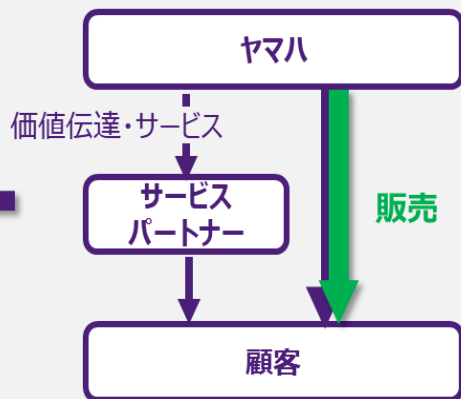 ヤマハ
価値伝達・サービス
サービス
パートナー
販売
顧客